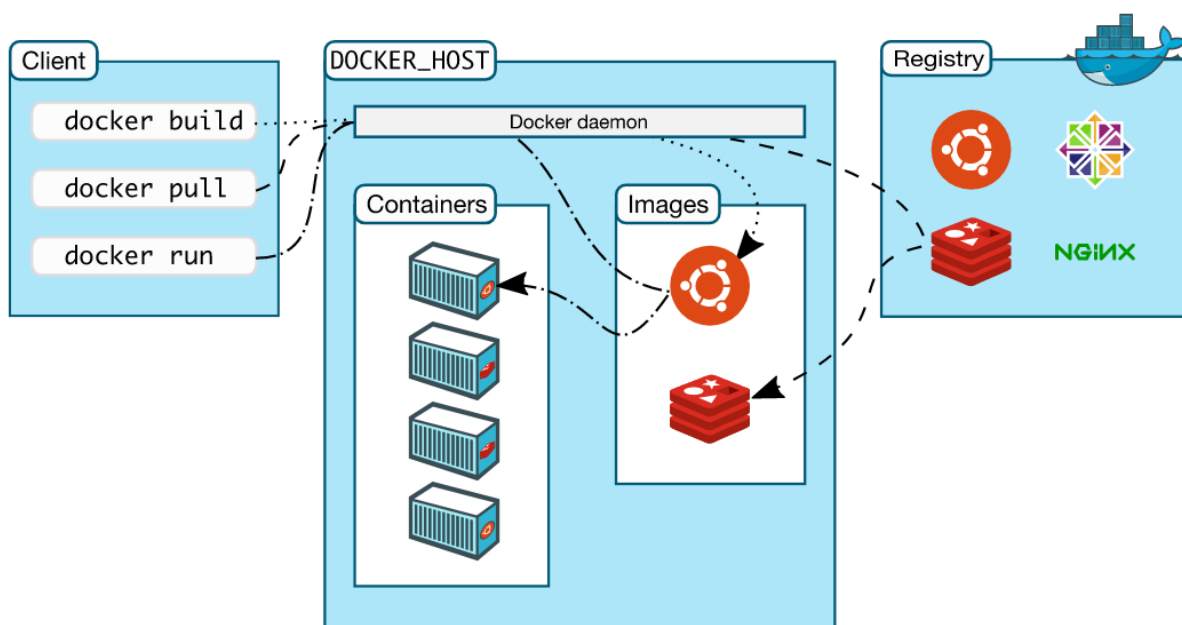 Client
docker build
docker pull
docker run
DOCKER_HOST
Docker daemon
Containers
Images
Registry
NGINX